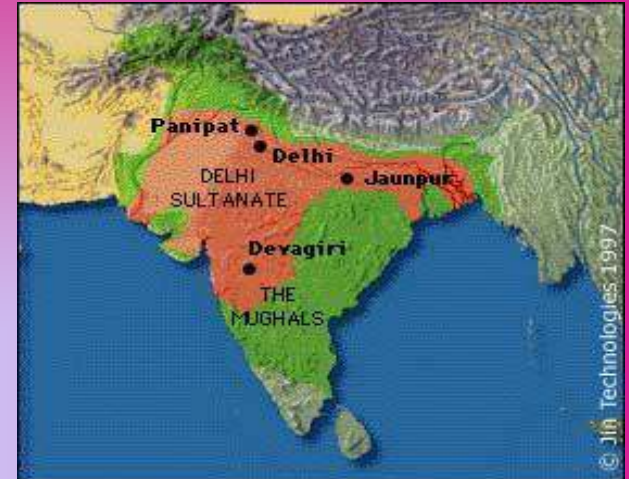 Panipat
Delhi
DELHI
SULTANATE
Jaunpur
Devagiri
THE
MUGHALS
© Jin Technologies 1997